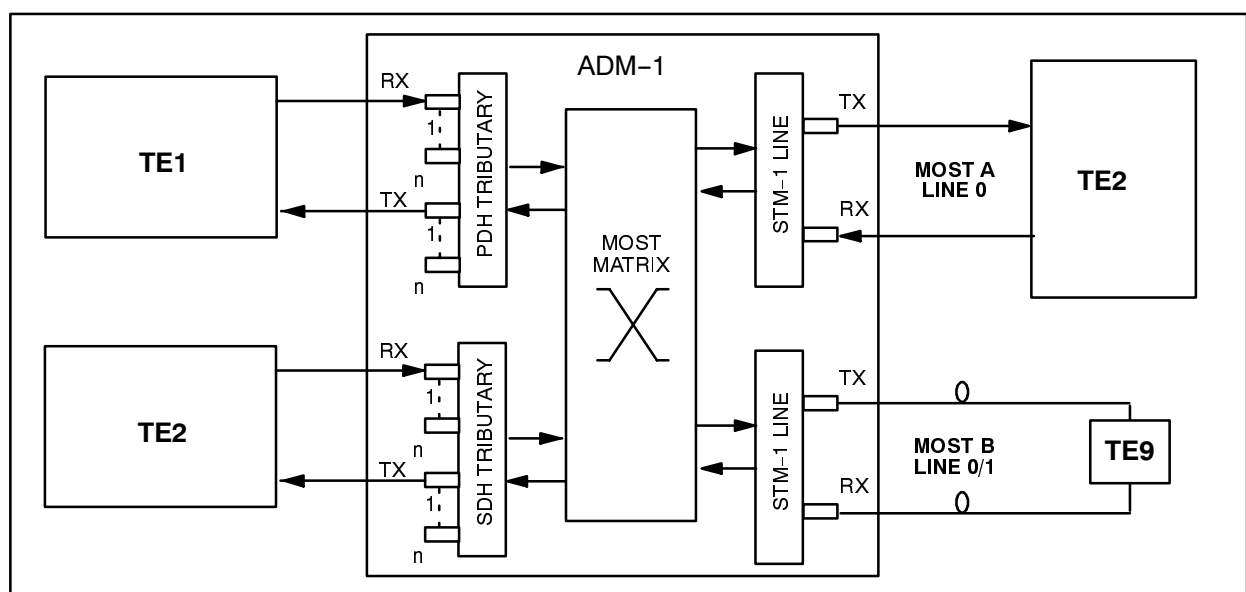 ADM−1
TE1
RX
1
n
TX
1
n
PDH TRIBUTARY
MOST
MATRIX
STM−1 LINE
TX
MOST A
LINE 0
RX
TE2
TE2
RX
1
n
TX
1
n
SDH TRIBUTARY
STM−1 LINE
TX
MOST B
LINE 0/1
RX
TE9